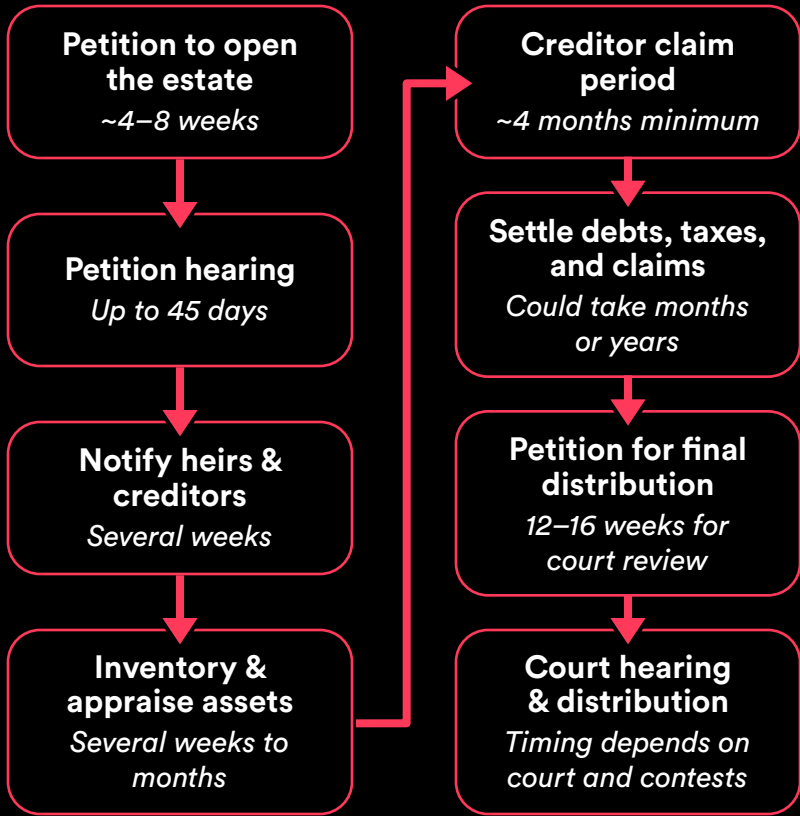 Petition to open
the estate
~4–8 weeks
Petition hearing
Up to 45 days
Notify heirs &
creditors
Several weeks
Inventory &
appraise assets
Several weeks to
months
Creditor claim
period
~4 months minimum
Settle debts, taxes,
and claims
Could take months
or years
Petition for final
distribution
12–16 weeks for
court review
Court hearing
& distribution
Timing depends on
court and contests